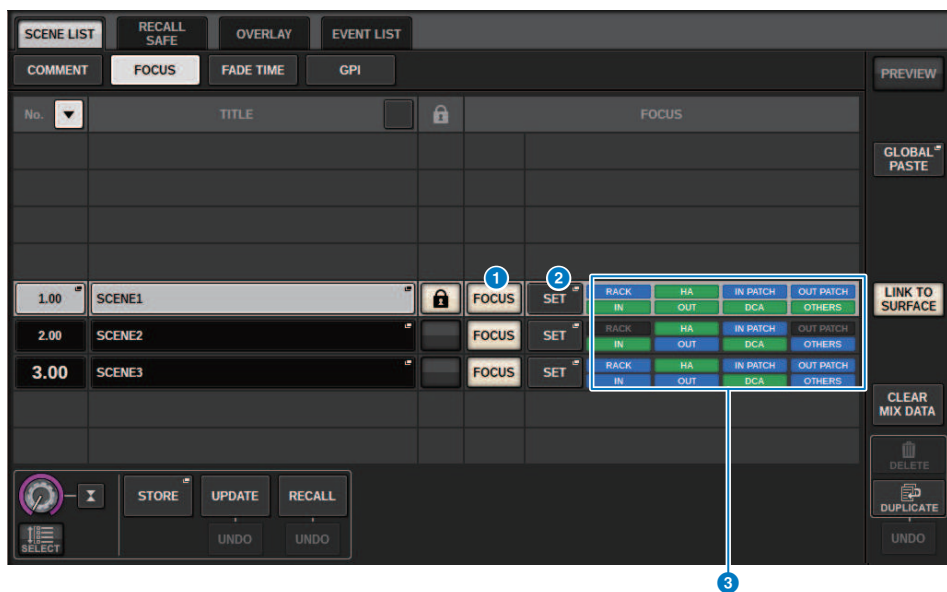 SCENE LIST RECALL SAFE OVERLAY EVENT LIST
COMMENT FOCUS FADE TIME GPI PREVIEW
No. TITLE FOCUS
GLOBAL PASTE
1 2
1.00 SCENE1 FOCUS SET RACK HA IN PATCH OUT PATCH
IN OUT DCA OTHERS
LINK TO SURFACE
2.00 SCENE2 FOCUS SET RACK HA IN PATCH OUT PATCH
IN OUT DCA OTHERS
3.00 SCENE3 FOCUS SET RACK HA IN PATCH OUT PATCH
IN OUT DCA OTHERS
CLEAR MIX DATA
DELETE
STORE UPDATE RECALL
DUPLICATE
SELECT UNDO UNDO UNDO
3